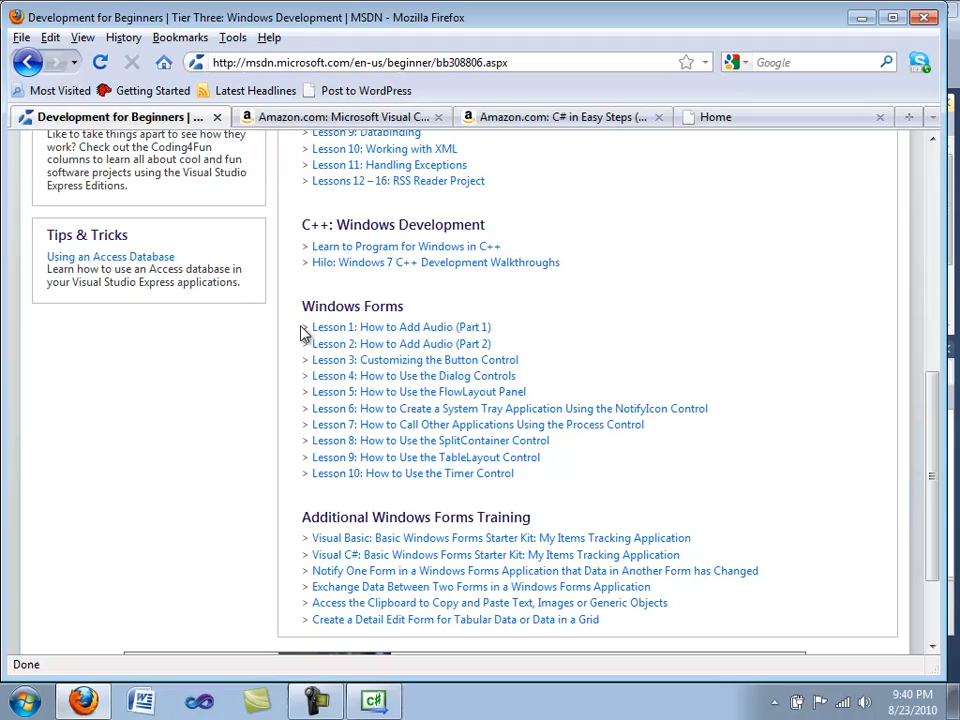 Development for Beginners | Tier Three: Windows Development | MSDN - Mozilla Firefox
File Edit View History Bookmarks Tools Help
http://msdn.microsoft.com/en-us/beginner/bb308806.aspx
Google
Most Visited Getting Started Latest Headlines Post to WordPress
Development for Beginners | ... Amazon.com: Microsoft Visual C... Amazon.com: C# in Easy Steps (... Home
Like to take things apart to see how they
work? Check out the Coding4Fun
columns to learn all about cool and fun
software projects using the Visual Studio
Express Editions.
Tips & Tricks
Using an Access Database
Learn how to use an Access database in
your Visual Studio Express applications.
> Lesson 9: Databinding
> Lesson 10: Working with XML
> Lesson 11: Handling Exceptions
> Lessons 12 – 16: RSS Reader Project
C++: Windows Development
> Learn to Program for Windows in C++
> Hilo: Windows 7 C++ Development Walkthroughs
Windows Forms
> Lesson 1: How to Add Audio (Part 1)
> Lesson 2: How to Add Audio (Part 2)
> Lesson 3: Customizing the Button Control
> Lesson 4: How to Use the Dialog Controls
> Lesson 5: How to Use the FlowLayout Panel
> Lesson 6: How to Create a System Tray Application Using the NotifyIcon Control
> Lesson 7: How to Call Other Applications Using the Process Control
> Lesson 8: How to Use the SplitContainer Control
> Lesson 9: How to Use the TableLayout Control
> Lesson 10: How to Use the Timer Control
Additional Windows Forms Training
> Visual Basic: Basic Windows Forms Starter Kit: My Items Tracking Application
> Visual C#: Basic Windows Forms Starter Kit: My Items Tracking Application
> Notify One Form in a Windows Forms Application that Data in Another Form has Changed
> Exchange Data Between Two Forms in a Windows Forms Application
> Access the Clipboard to Copy and Paste Text, Images or Generic Objects
> Create a Detail Edit Form for Tabular Data or Data in a Grid
Done
9:40 PM
8/23/2010